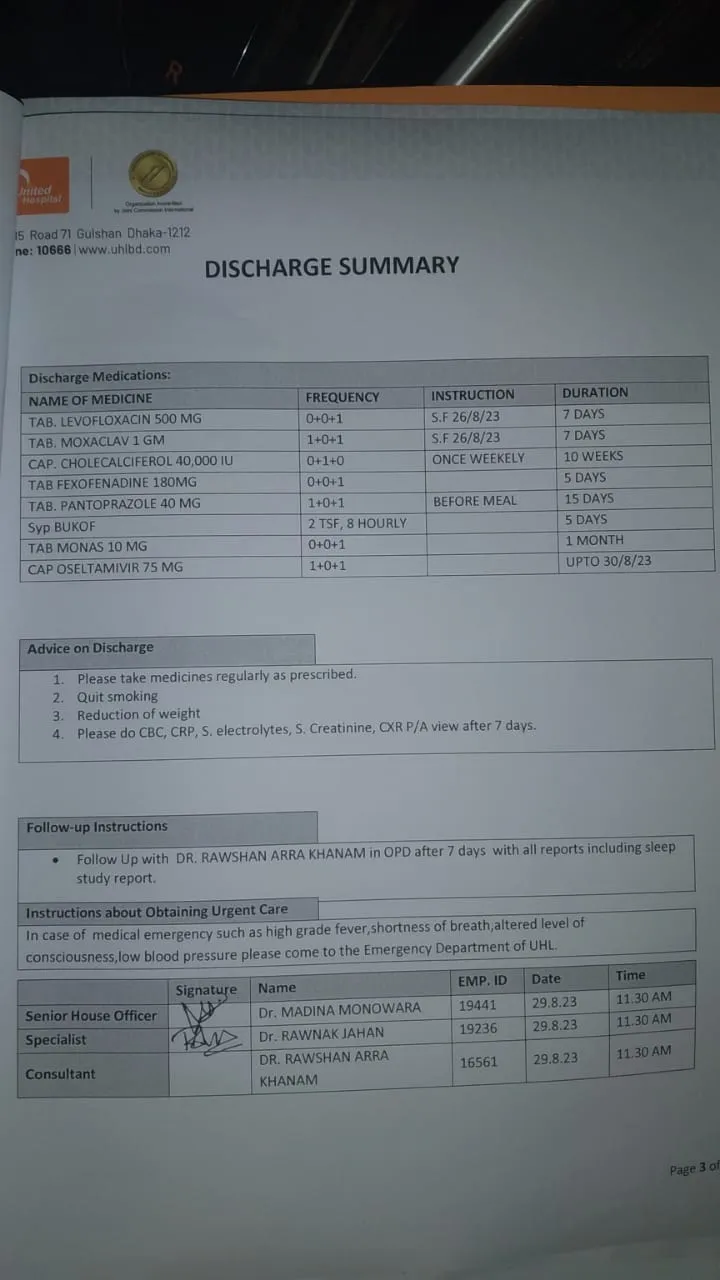 United
Hospital
Organization Accredited
by Joint Commission International
15 Road 71 Gulshan Dhaka-1212
ne: 10666 | www.uhlbd.com
DISCHARGE SUMMARY
Discharge Medications:
NAME OF MEDICINE FREQUENCY INSTRUCTION DURATION
TAB. LEVOFLOXACIN 500 MG 0+0+1 S.F 26/8/23 7 DAYS
TAB. MOXACLAV 1 GM 1+0+1 S.F 26/8/23 7 DAYS
CAP. CHOLECALCIFEROL 40,000 IU 0+1+0 ONCE WEEKELY 10 WEEKS
TAB FEXOFENADINE 180MG 0+0+1 5 DAYS
TAB. PANTOPRAZOLE 40 MG 1+0+1 BEFORE MEAL 15 DAYS
Syp BUKOF 2 TSF, 8 HOURLY 5 DAYS
TAB MONAS 10 MG 0+0+1 1 MONTH
CAP OSELTAMIVIR 75 MG 1+0+1 UPTO 30/8/23
Advice on Discharge
1. Please take medicines regularly as prescribed.
2. Quit smoking
3. Reduction of weight
4. Please do CBC, CRP, S. electrolytes, S. Creatinine, CXR P/A view after 7 days.
Follow-up Instructions
• Follow Up with DR. RAWSHAN ARRA KHANAM in OPD after 7 days with all reports including sleep
study report.
Instructions about Obtaining Urgent Care
In case of medical emergency such as high grade fever,shortness of breath,altered level of
consciousness,low blood pressure please come to the Emergency Department of UHL.
Signature Name EMP. ID Date Time
Senior House Officer Dr. MADINA MONOWARA 19441 29.8.23 11.30 AM
Specialist Dr. RAWNAK JAHAN 19236 29.8.23 11.30 AM
Consultant DR. RAWSHAN ARRA KHANAM 16561 29.8.23 11.30 AM
Page 3 of